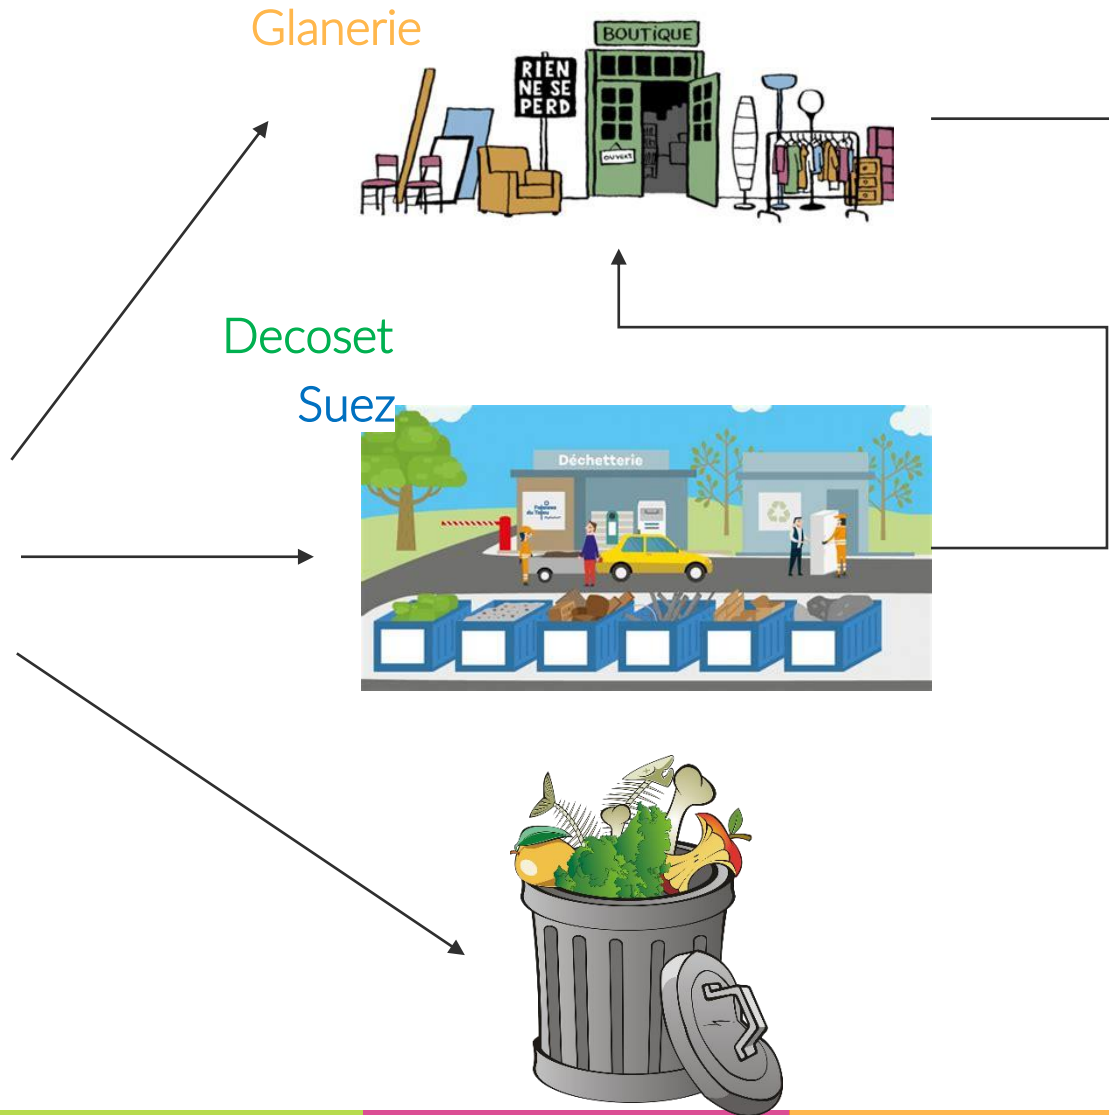 Glanerie
BOUTiQUE
RIEN
NE SE
PERD
OUVERT
Decoset
Suez
Déchetterie